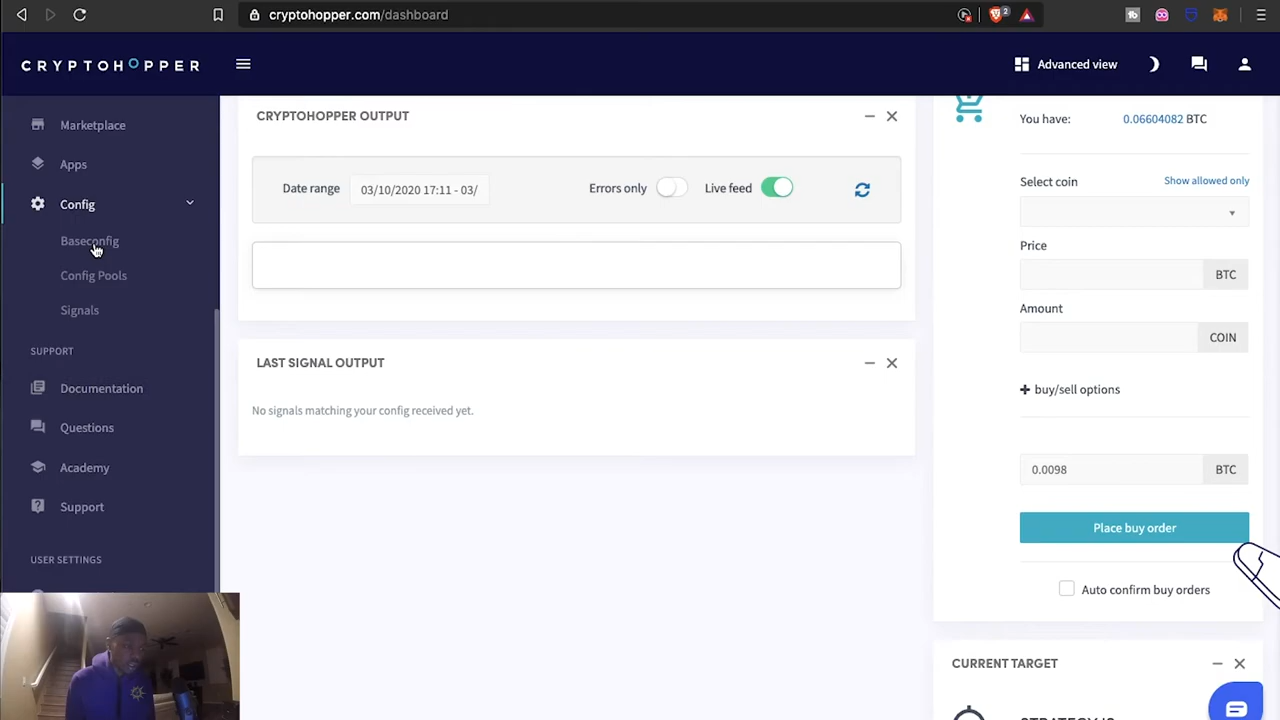 cryptohopper.com/dashboard
2
CRYPTOHOPPER
Advanced view
Marketplace
Apps
Config
Baseconfig
Config Pools
Signals
SUPPORT
Documentation
Questions
Academy
Support
USER SETTINGS
CRYPTOHOPPER OUTPUT
Date range
03/10/2020 17:11 - 03/
Errors only
Live feed
LAST SIGNAL OUTPUT
No signals matching your config received yet.
You have: 0.06604082 BTC
Select coin
Show allowed only
Price
BTC
Amount
COIN
buy/sell options
0.0098
BTC
Place buy order
Auto confirm buy orders
CURRENT TARGET